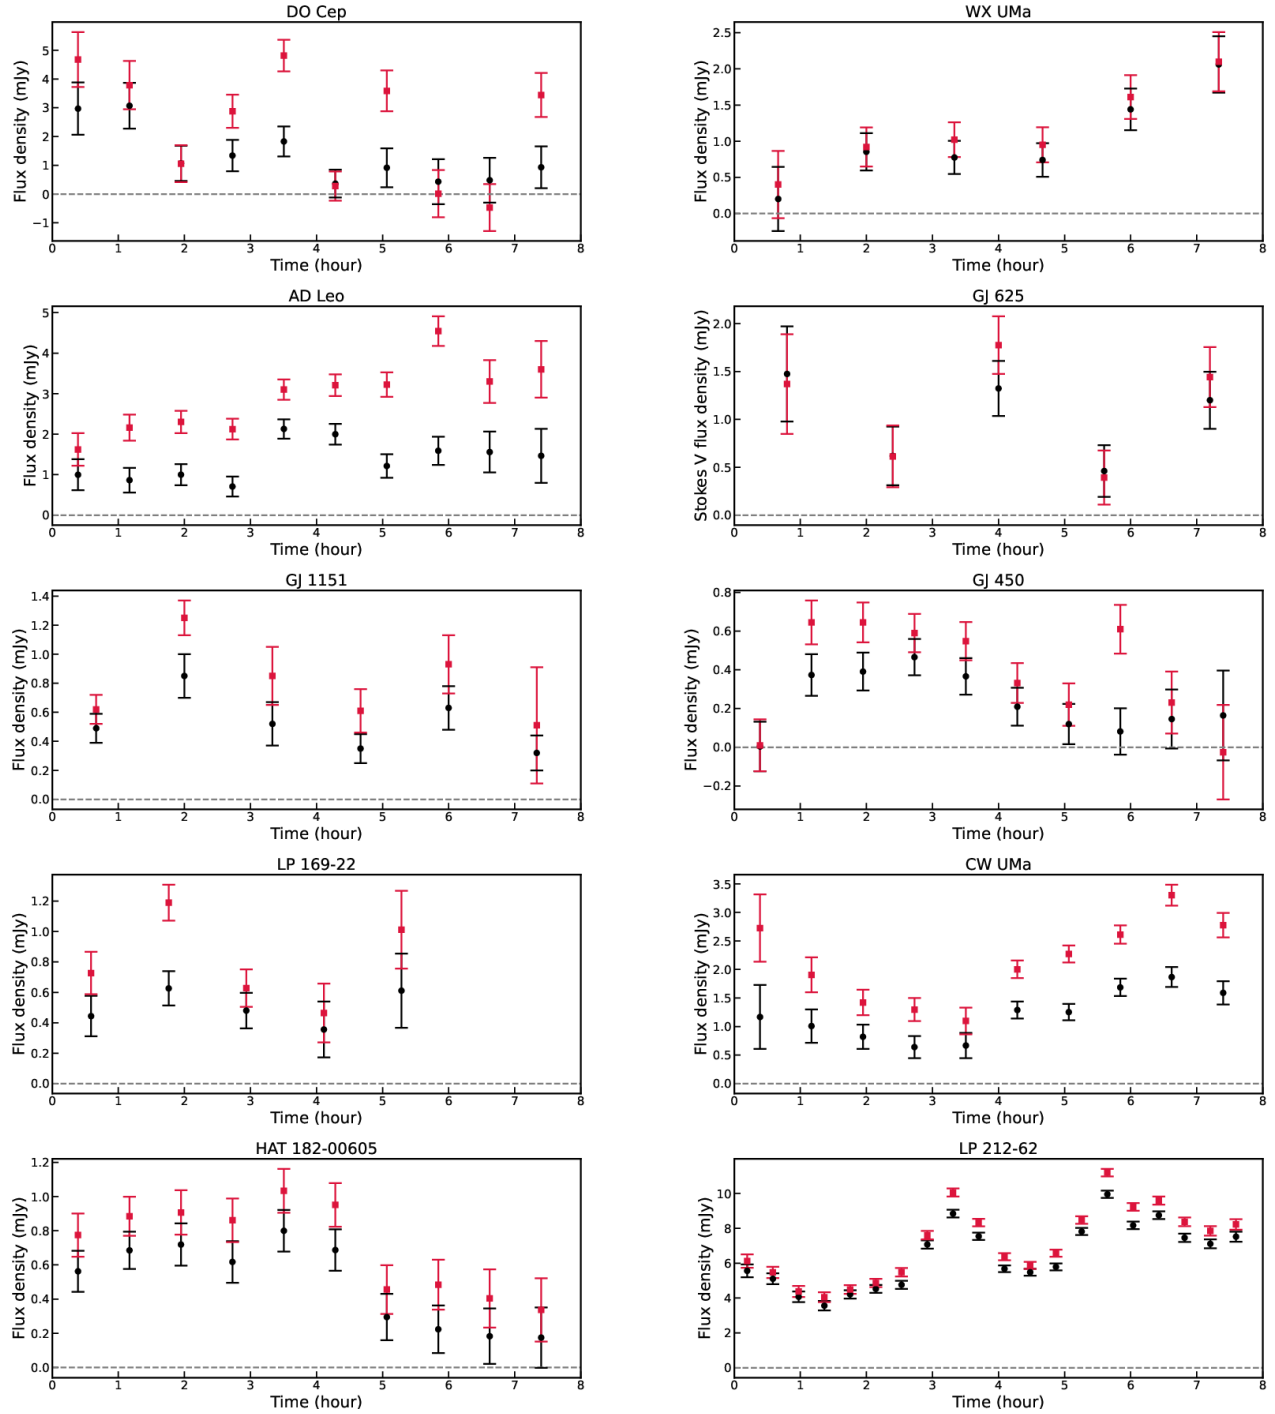 DO Cep
Flux density (mJy)
5
4
3
2
1
0
−1
0 1 2 3 4 5 6 7 8
Time (hour)
WX UMa
Flux density (mJy)
2.5
2.0
1.5
1.0
0.5
0.0
0 1 2 3 4 5 6 7 8
Time (hour)
AD Leo
Flux density (mJy)
5
4
3
2
1
0
0 1 2 3 4 5 6 7 8
Time (hour)
GJ 625
Stokes V flux density (mJy)
2.0
1.5
1.0
0.5
0.0
0 1 2 3 4 5 6 7 8
Time (hour)
GJ 1151
Flux density (mJy)
1.4
1.2
1.0
0.8
0.6
0.4
0.2
0.0
0 1 2 3 4 5 6 7 8
Time (hour)
GJ 450
Flux density (mJy)
0.8
0.6
0.4
0.2
0.0
−0.2
0 1 2 3 4 5 6 7 8
Time (hour)
LP 169-22
Flux density (mJy)
1.2
1.0
0.8
0.6
0.4
0.2
0.0
0 1 2 3 4 5 6 7 8
Time (hour)
CW UMa
Flux density (mJy)
3.5
3.0
2.5
2.0
1.5
1.0
0.5
0.0
0 1 2 3 4 5 6 7 8
Time (hour)
HAT 182-00605
Flux density (mJy)
1.2
1.0
0.8
0.6
0.4
0.2
0.0
0 1 2 3 4 5 6 7 8
Time (hour)
LP 212-62
Flux density (mJy)
10
8
6
4
2
0
0 1 2 3 4 5 6 7 8
Time (hour)